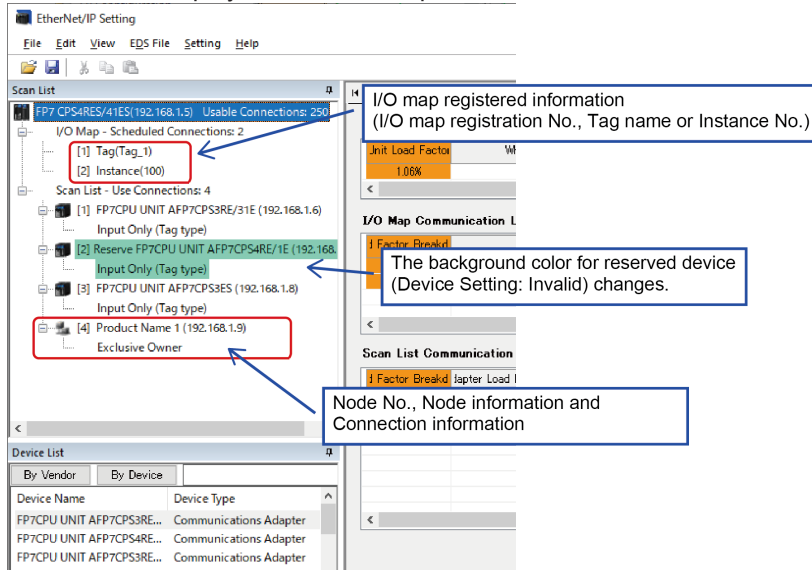 EtherNet/IP Setting
File Edit View EDS File Setting Help
Scan List
FP7 CPS4RES/41ES(192.168.1.5) Usable Connections: 250
I/O Map - Scheduled Connections: 2
[1] Tag(Tag_1)
[2] Instance(100)
Scan List - Use Connections: 4
[1] FP7CPU UNIT AFP7CPS3RE/31E (192.168.1.6)
Input Only (Tag type)
[2] Reserve FP7CPU UNIT AFP7CPS4RE/1E (192.168.
Input Only (Tag type)
[3] FP7CPU UNIT AFP7CPS3ES (192.168.1.8)
Input Only (Tag type)
[4] Product Name 1 (192.168.1.9)
Exclusive Owner
I/O map registered information
(I/O map registration No., Tag name or Instance No.)
Unit Load Factor
1.06%
I/O Map Communication L
d Factor Breakd
The background color for reserved device
(Device Setting: Invalid) changes.
Scan List Communication
d Factor Breakd dapter Load
Node No., Node information and
Connection information
Device List
By Vendor By Device
Device Name Device Type
FP7CPU UNIT AFP7CPS3RE... Communications Adapter
FP7CPU UNIT AFP7CPS4RE... Communications Adapter
FP7CPU UNIT AFP7CPS3RE... Communications Adapter